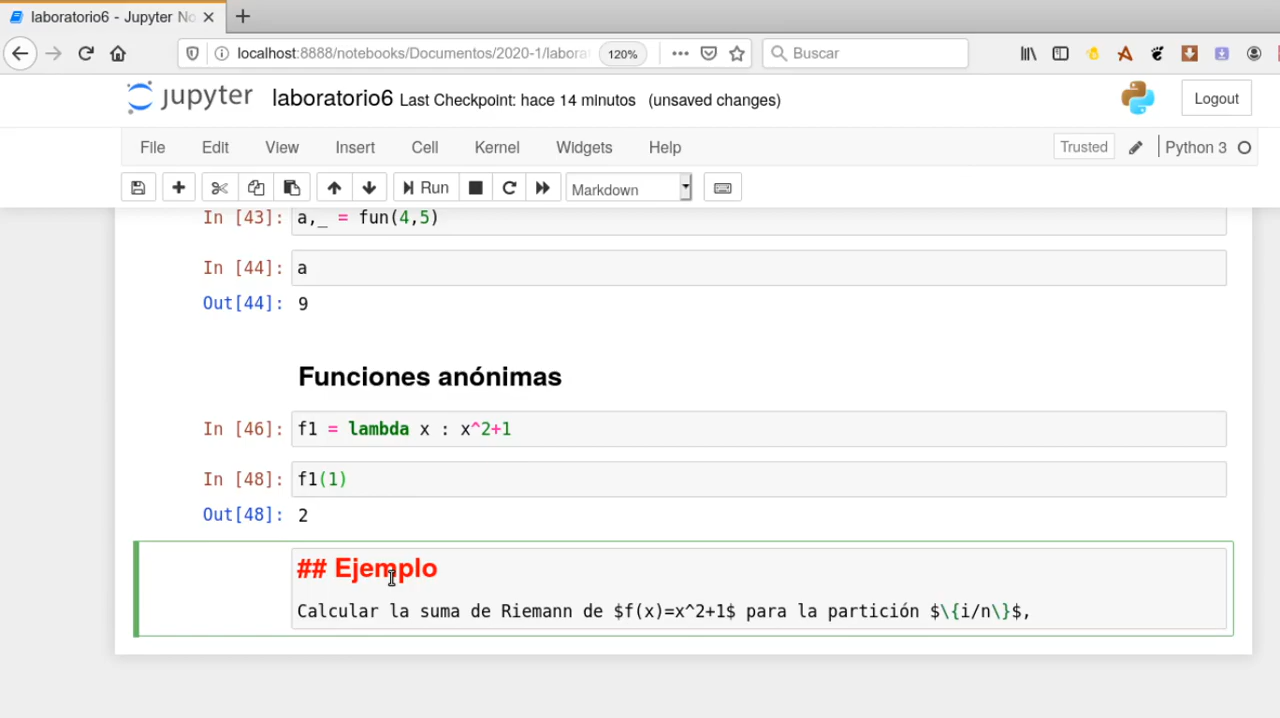 laboratorio6 - Jupyter No
localhost:8888/notebooks/Documentos/2020-1/labora
120%
Buscar
jupyter
laboratorio6 Last Checkpoint: hace 14 minutos (unsaved changes)
Logout
File Edit View Insert Cell Kernel Widgets Help
Trusted
Python 3
Run
Markdown
In [43]: a,_ = fun(4,5)
In [44]: a
Out[44]: 9
Funciones anónimas
In [46]: f1 = lambda x : x^2+1
In [48]: f1(1)
Out[48]: 2
## Ejemplo
Calcular la suma de Riemann de $f(x)=x^2+1$ para la partición $\{i/n\}$,